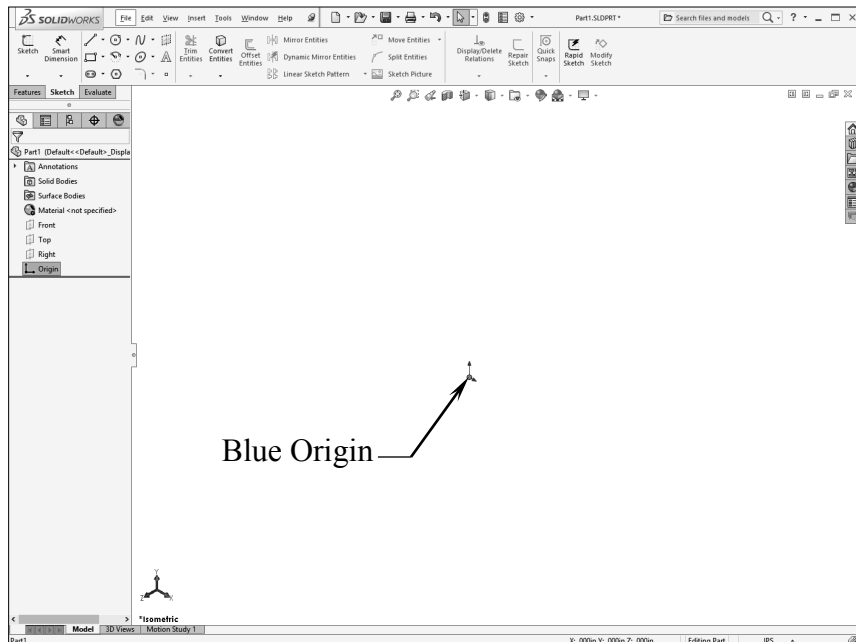 SOLIDWORKS
File Edit View Insert Tools Window Help
Part1.SLDPRT *
Search files and models
?
Sketch
Smart Dimension
Trim Entities
Convert Entities
Offset Entities
Mirror Entities
Dynamic Mirror Entities
Linear Sketch Pattern
Move Entities
Split Entities
Sketch Picture
Display/Delete Relations
Repair Sketch
Quick Snaps
Rapid Sketch
Modify Sketch
Features Sketch Evaluate
Part1 (Default<<Default>_Displa
Annotations
Solid Bodies
Surface Bodies
Material <not specified>
Front
Top
Right
Origin
Blue Origin
Y
Z X
*Isometric
Model 3D Views Motion Study 1
Part1
X: .000in Y: .000in Z: .000in
Editing Part
IPS